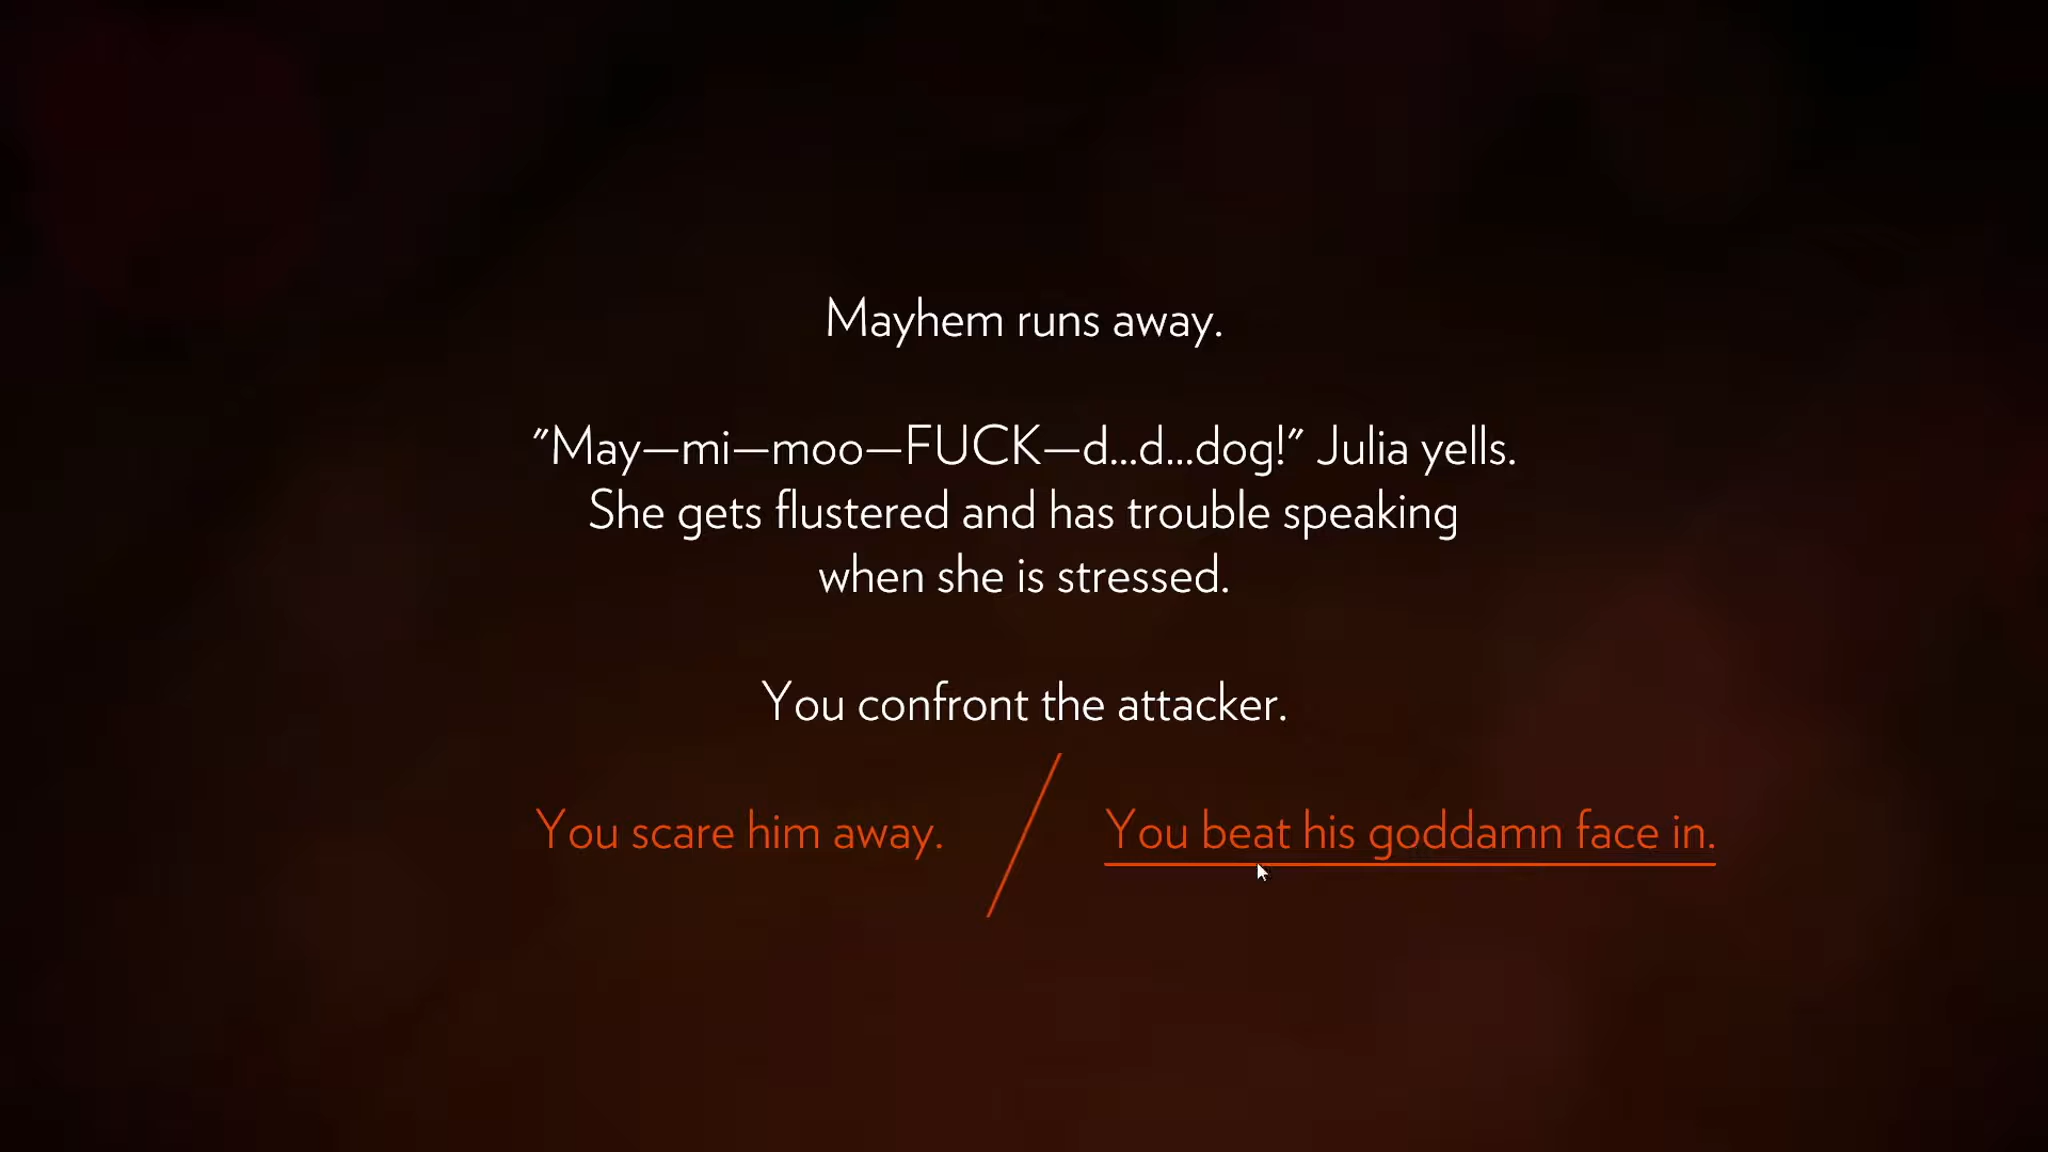 Mayhem runs away.
"May—mi—moo—FUCK—d...d...dog!" Julia yells.
She gets flustered and has trouble speaking
when she is stressed.
You confront the attacker.
You scare him away. / You beat his goddamn face in.